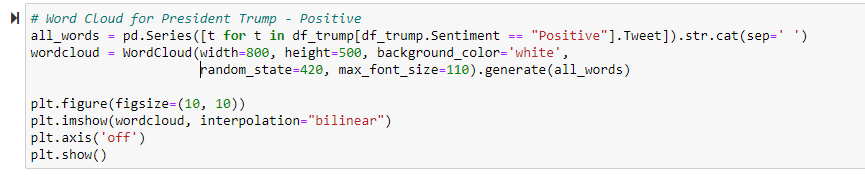 # Word Cloud for President Trump - Positive
all_words = pd.Series([t for t in df_trump[df_trump.Sentiment == "Positive"].Tweet]).str.cat(sep=' ')
wordcloud = WordCloud(width=800, height=500, background_color='white',
random_state=420, max_font_size=110).generate(all_words)
plt.figure(figsize=(10, 10))
plt.imshow(wordcloud, interpolation="bilinear")
plt.axis('off')
plt.show()